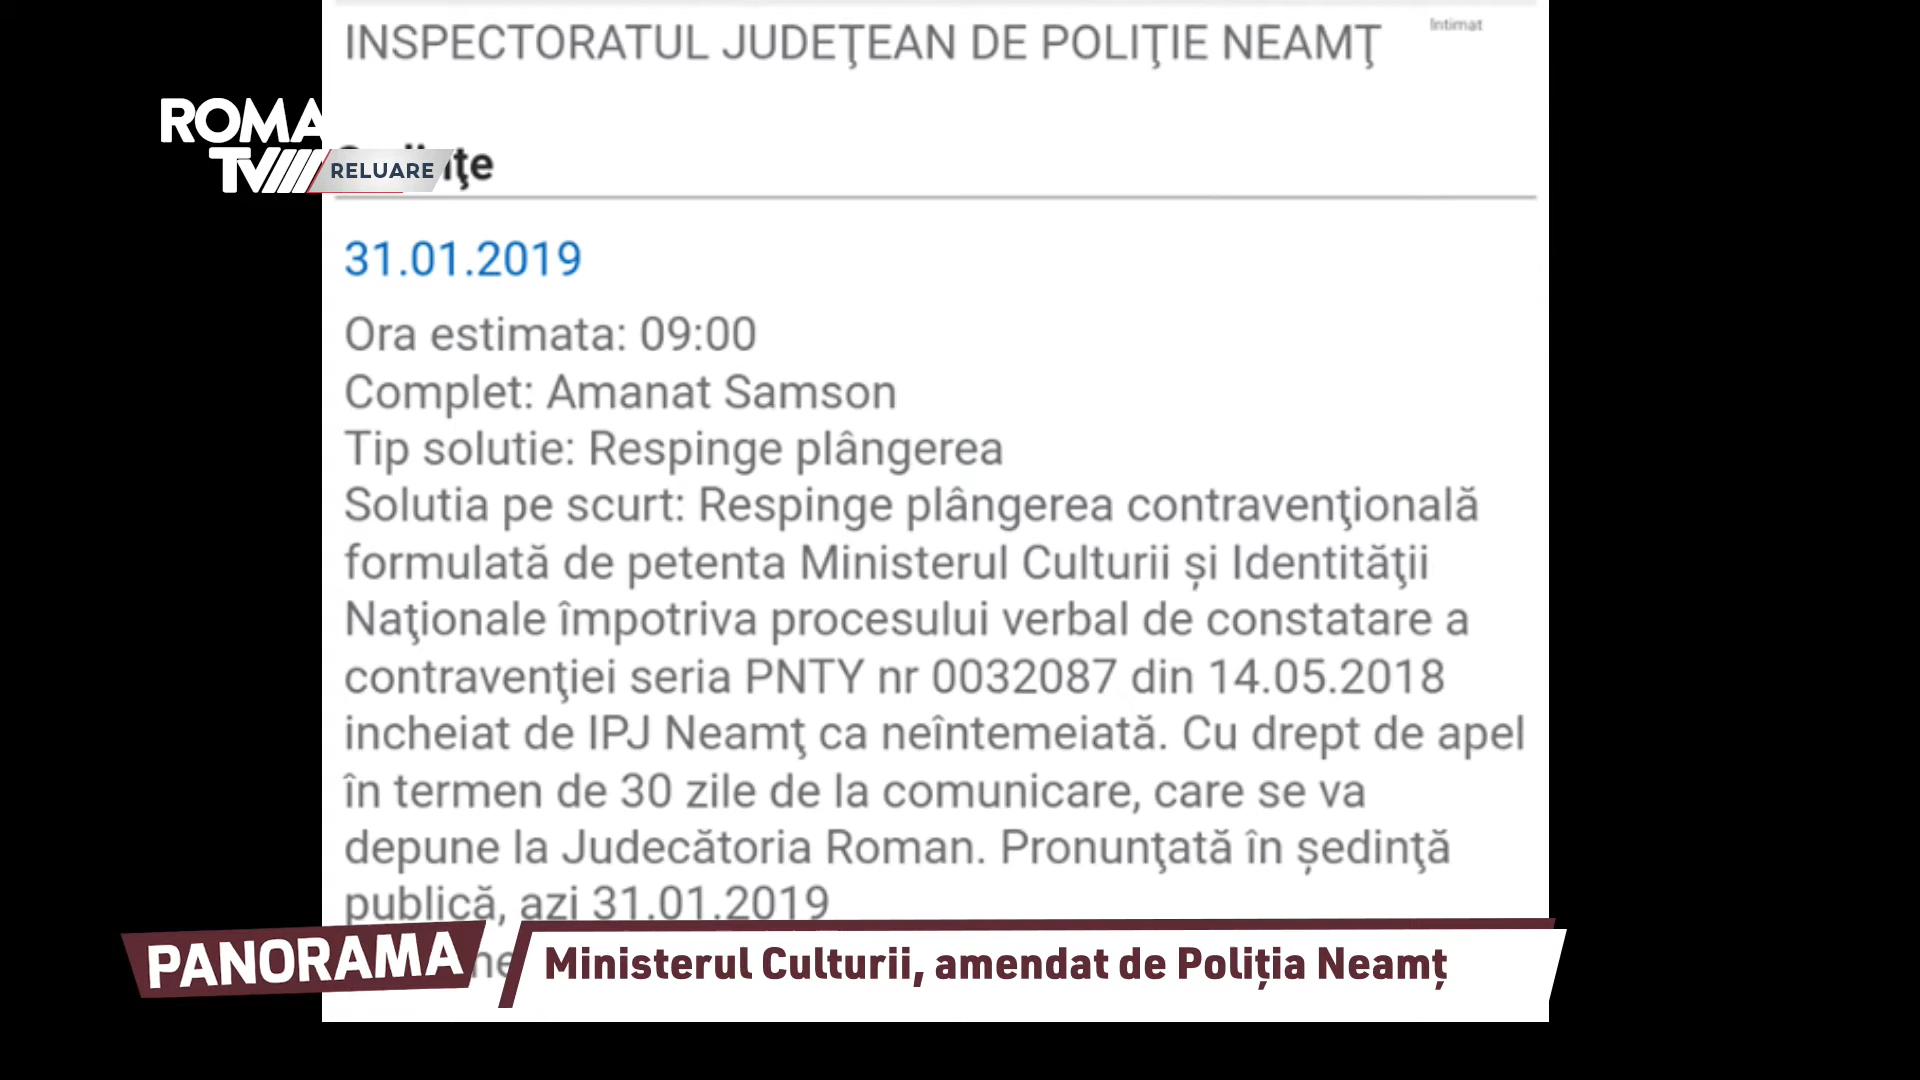 INSPECTORATUL JUDEŢEAN DE POLIŢIE NEAMŢ
Intimat
ROMA
TV
RELUARE
31.01.2019
Ora estimata: 09:00
Complet: Amanat Samson
Tip solutie: Respinge plângerea
Solutia pe scurt: Respinge plângerea contravenţională
formulată de petenta Ministerul Culturii şi Identităţii
Naţionale împotriva procesului verbal de constatare a
contravenţiei seria PNTY nr 0032087 din 14.05.2018
incheiat de IPJ Neamţ ca neîntemeiată. Cu drept de apel
în termen de 30 zile de la comunicare, care se va
depune la Judecătoria Roman. Pronunţată în şedinţă
publică, azi 31.01.2019
PANORAMA
Ministerul Culturii, amendat de Poliția Neamț